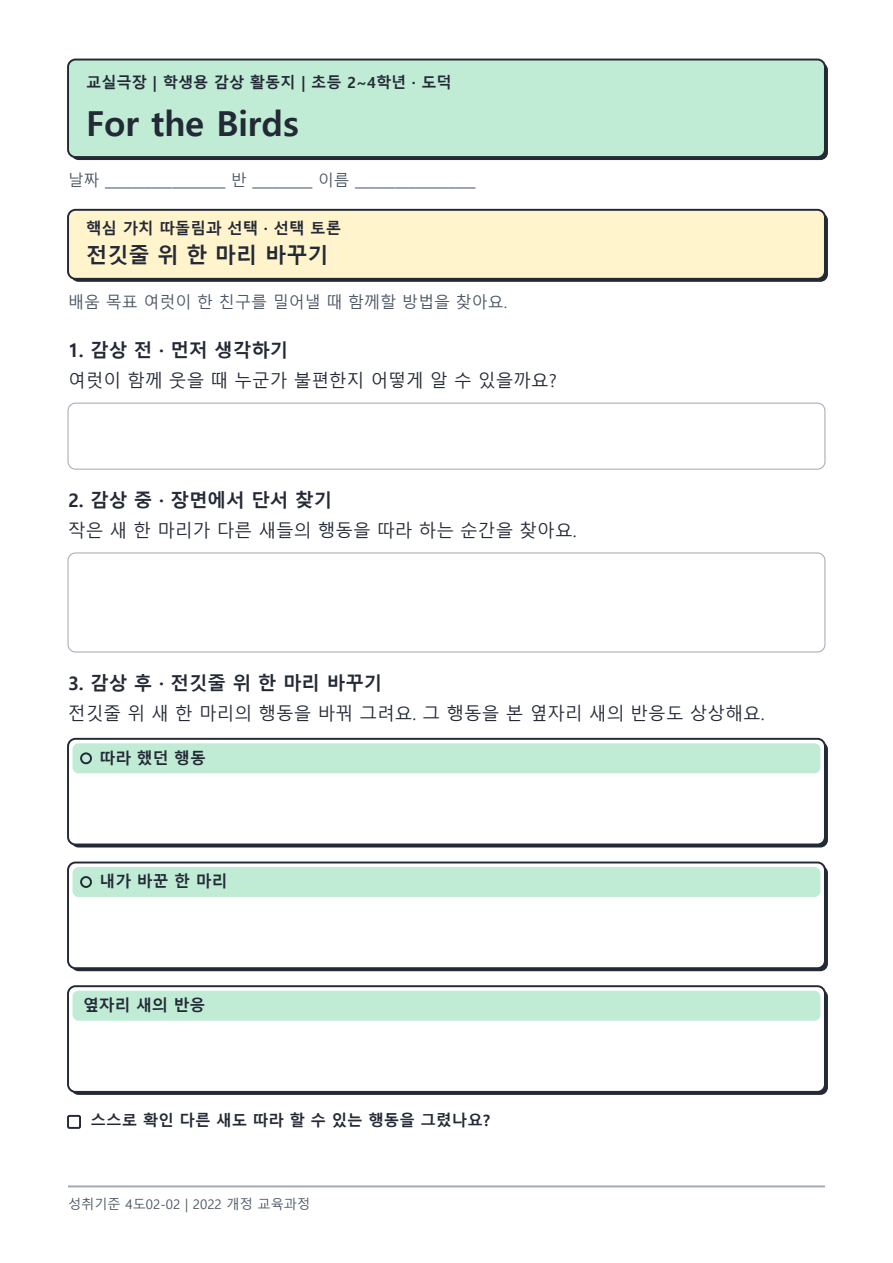 교실극장 | 학생용 감상 활동지 | 초등 2~4학년 · 도덕
For the Birds
날짜 _______________ 반 _______ 이름 _______________
핵심 가치 따돌림과 선택 · 선택 토론
전깃줄 위 한 마리 바꾸기
배움 목표 여럿이 한 친구를 밀어낼 때 함께할 방법을 찾아요.
1. 감상 전 · 먼저 생각하기
여럿이 함께 웃을 때 누군가 불편한지 어떻게 알 수 있을까요?
2. 감상 중 · 장면에서 단서 찾기
작은 새 한 마리가 다른 새들의 행동을 따라 하는 순간을 찾아요.
3. 감상 후 · 전깃줄 위 한 마리 바꾸기
전깃줄 위 새 한 마리의 행동을 바꿔 그려요. 그 행동을 본 옆자리 새의 반응도 상상해요.
따라 했던 행동
내가 바꾼 한 마리
옆자리 새의 반응
스스로 확인 다른 새도 따라 할 수 있는 행동을 그렸나요?
성취기준 4도02-02 | 2022 개정 교육과정